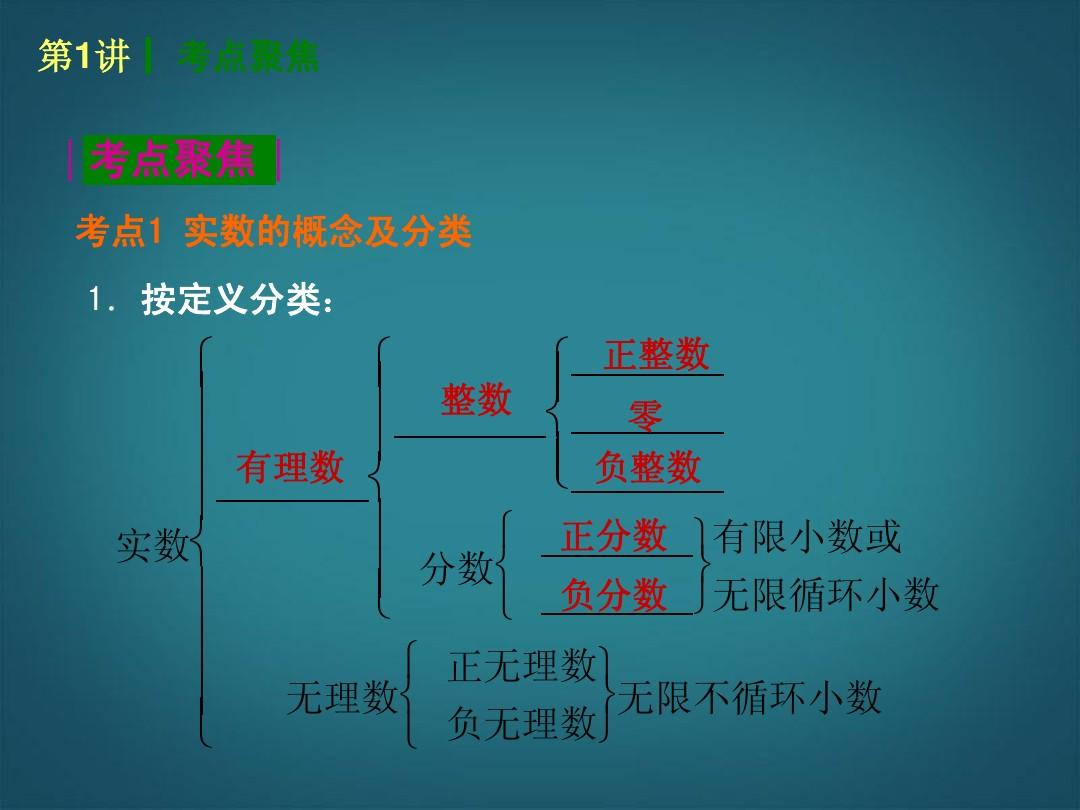 第1讲┃ 考点聚焦
考点聚焦
考点1 实数的概念及分类
1. 按定义分类：
正整数
整数
零
有理数
负整数
实数
正分数
有限小数或
分数
负分数
无限循环小数
正无理数
无理数
无限不循环小数
负无理数